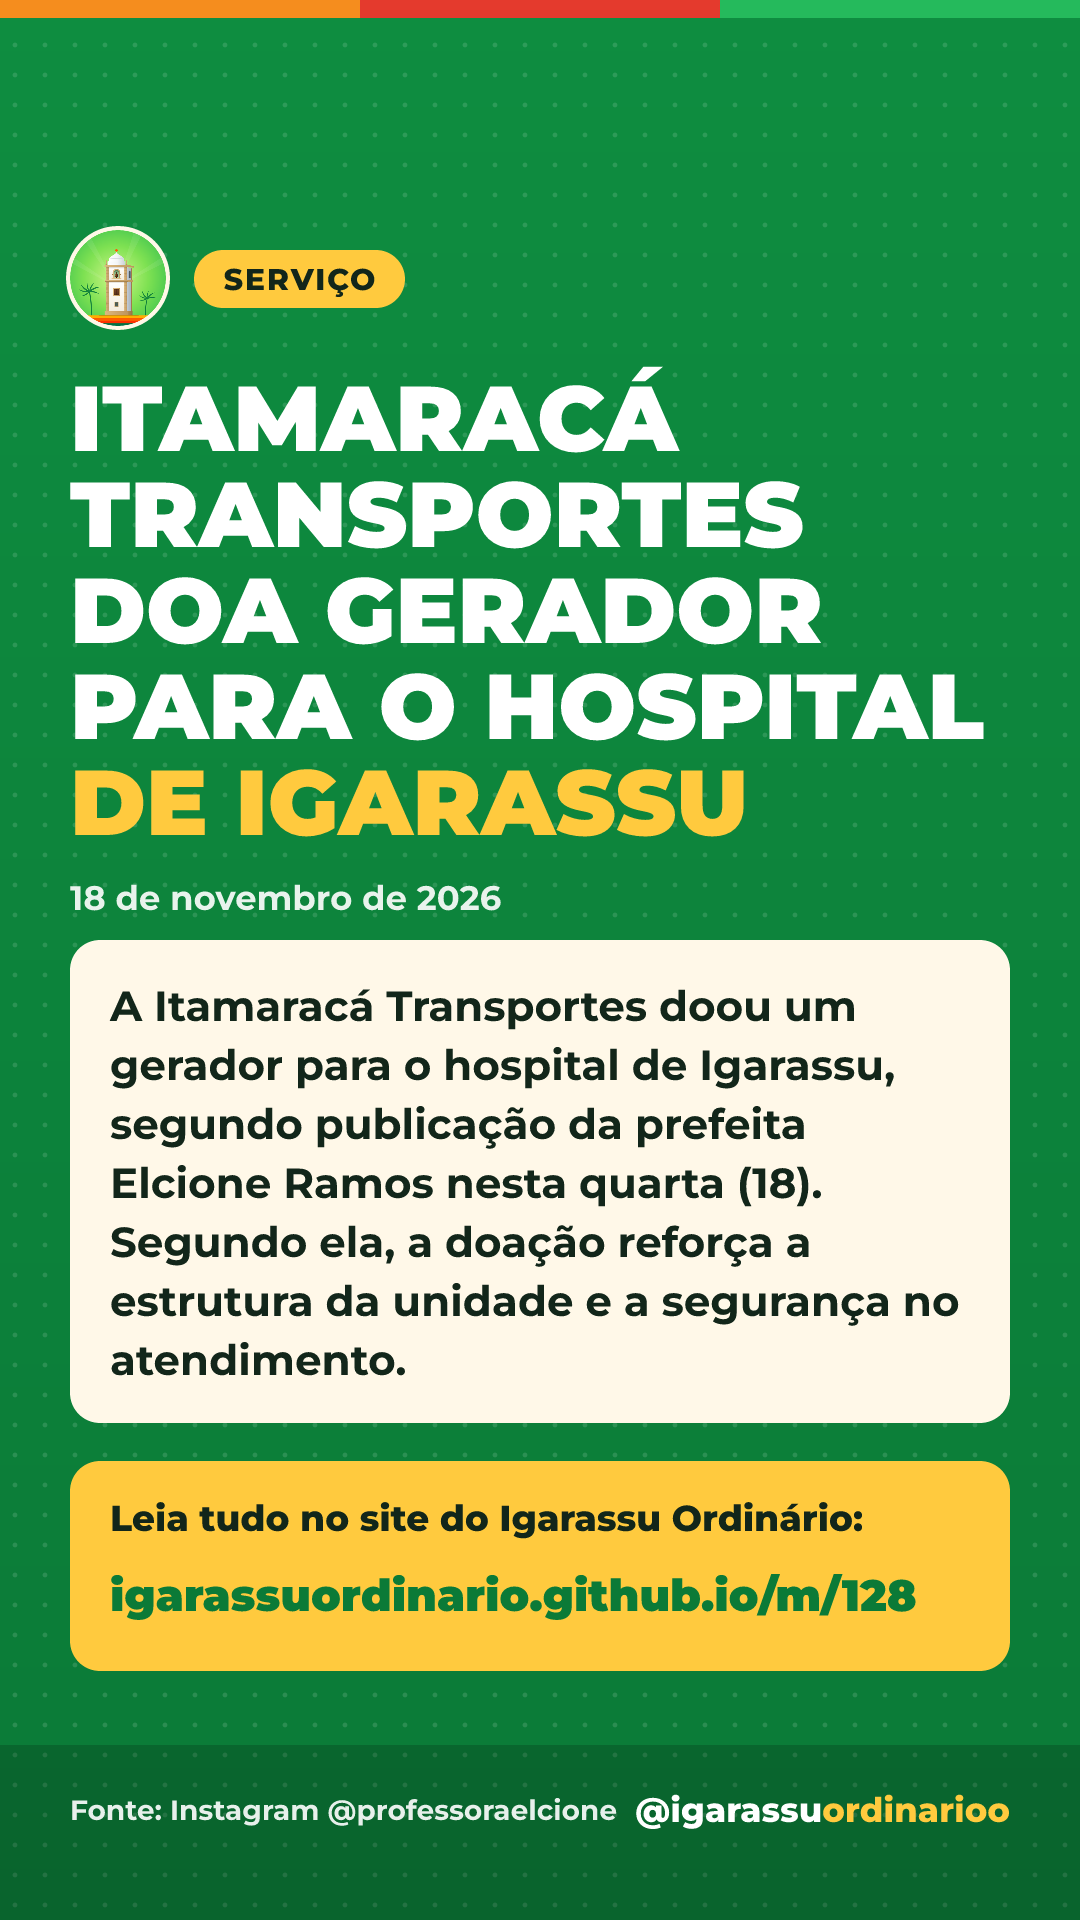 SERVIÇO
ITAMARACÁ
TRANSPORTES
DOA GERADOR
PARA O HOSPITAL
DE IGARASSU
18 de novembro de 2026
A Itamaracá Transportes doou um
gerador para o hospital de Igarassu,
segundo publicação da prefeita
Elcione Ramos nesta quarta (18).
Segundo ela, a doação reforça a
estrutura da unidade e a segurança no
atendimento.
Leia tudo no site do Igarassu Ordinário:
igarassuordinario.github.io/m/128
Fonte: Instagram @professoraelcione @igarassuordinarioo